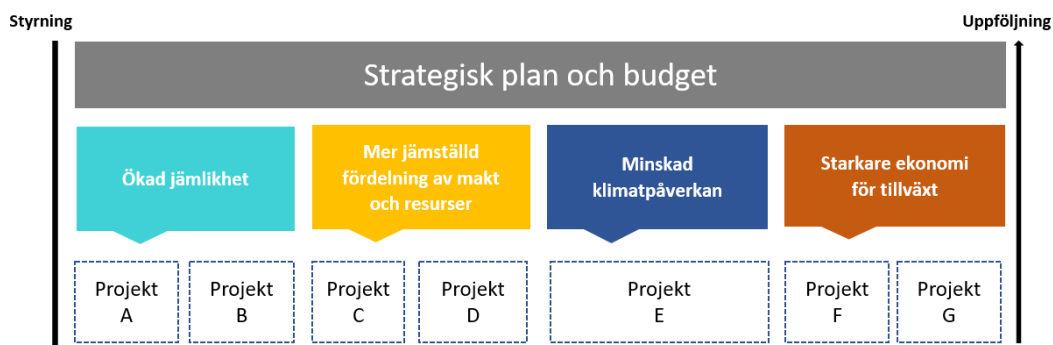 Styrning
Uppföljning
Strategisk plan och budget
Ökad jämlikhet
Mer jämställd
fördelning av makt
och resurser
Minskad
klimatpåverkan
Starkare ekonomi
för tillväxt
Projekt
A
Projekt
B
Projekt
C
Projekt
D
Projekt
E
Projekt
F
Projekt
G